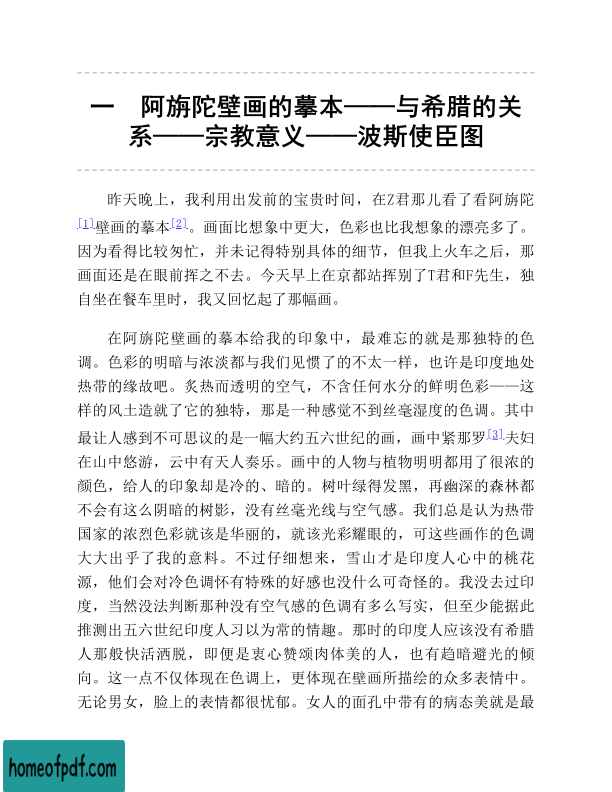 一　阿旃陀壁画的摹本——与希腊的关
系——宗教意义——波斯使臣图
昨天晚上，我利用出发前的宝贵时间，在Z君那儿看了看阿旃陀
[1]壁画的摹本[2]。画面比想象中更大，色彩也比我想象的漂亮多了。
因为看得比较匆忙，并未记得特别具体的细节，但我上火车之后，那
画面还是在眼前挥之不去。今天早上在京都站挥别了T君和F先生，独
自坐在餐车里时，我又回忆起了那幅画。
在阿旃陀壁画的摹本给我的印象中，最难忘的就是那独特的色
调。色彩的明暗与浓淡都与我们见惯了的不太一样，也许是印度地处
热带的缘故吧。炙热而透明的空气，不含任何水分的鲜明色彩——这
样的风土造就了它的独特，那是一种感觉不到丝毫湿度的色调。其中
最让人感到不可思议的是一幅大约五六世纪的画，画中紧那罗[3]夫妇
在山中悠游，云中有天人奏乐。画中的人物与植物明明都用了很浓的
颜色，给人的印象却是冷的、暗的。树叶绿得发黑，再幽深的森林都
不会有这么阴暗的树影，没有丝毫光线与空气感。我们总是认为热带
国家的浓烈色彩就该是华丽的，就该光彩耀眼的，可这些画作的色调
大大出乎了我的意料。不过仔细想来，雪山才是印度人心中的桃花
源，他们会对冷色调怀有特殊的好感也没什么可奇怪的。我没去过印
度，当然没法判断那种没有空气感的色调有多么写实，但至少能据此
推测出五六世纪印度人习以为常的情趣。那时的印度人应该没有希腊
人那般快活洒脱，即便是衷心赞颂肉体美的人，也有趋暗避光的倾
向。这一点不仅体现在色调上，更体现在壁画所描绘的众多表情中。
无论男女，脸上的表情都很忧郁。女人的面孔中带有的病态美就是最
homeofpdf.com